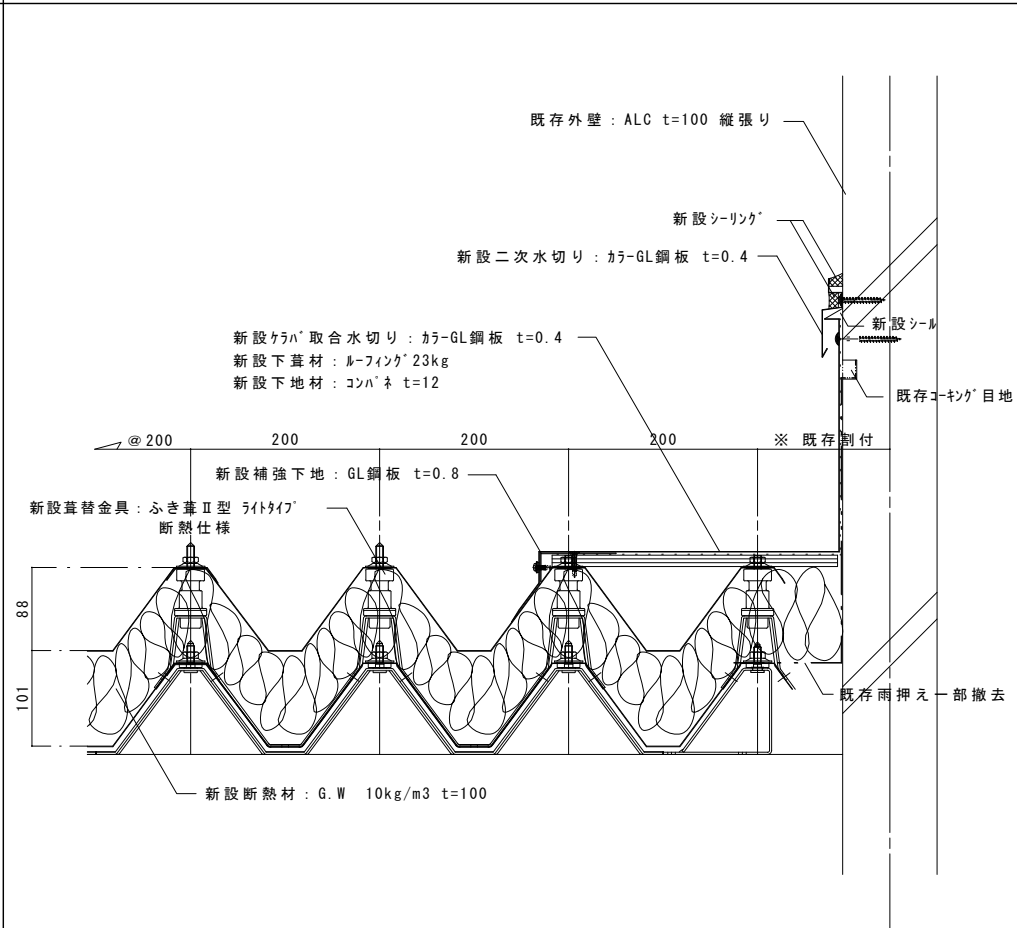 既存外壁：ALC t=100 縦張り
新設ｼｰﾘﾝｸﾞ
新設二次水切り：ｶﾗｰGL鋼板 t=0.4
新設ｼｰﾙ
新設ｹﾗﾊﾞ取合水切り：ｶﾗｰGL鋼板 t=0.4
新設下葺材：ﾙｰﾌｨﾝｸﾞ23kg
新設下地材：ｺﾝﾊﾟﾈ t=12
既存ｺｰｷﾝｸﾞ目地
@200 200 200 200 ※ 既存割付
新設補強下地：GL鋼板 t=0.8
新設葺替金具：ふき葺Ⅱ型 ﾗｲﾄﾀｲﾌﾟ
断熱仕様
88
101
既存雨押え一部撤去
新設断熱材：G.W 10kg/m3 t=100